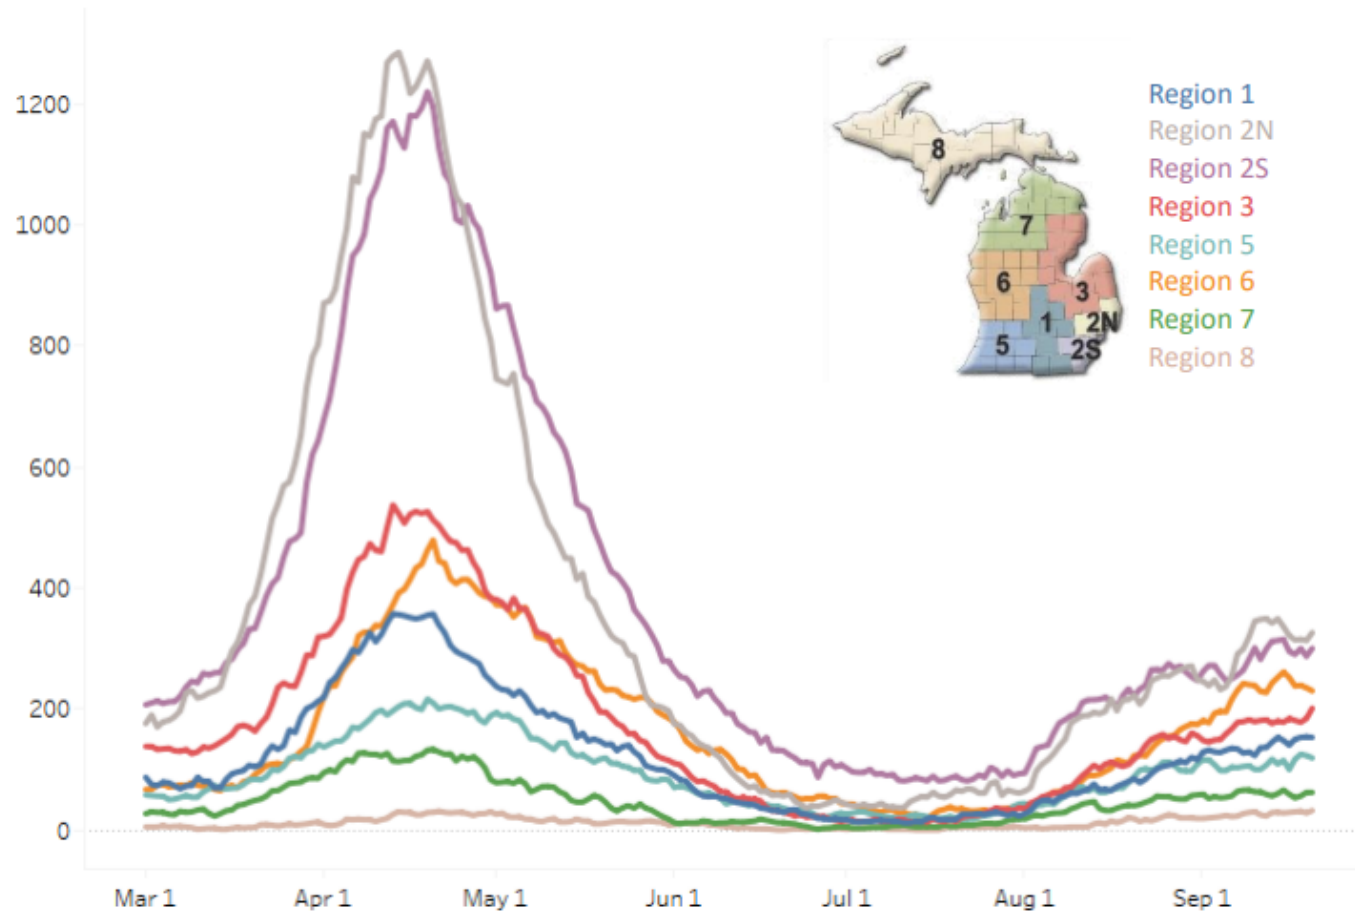 1200
1000
800
600
400
200
0
Mar 1
Apr 1
May 1
Jun 1
Jul 1
Aug 1
Sep 1
8
7
6
3
1
2N
5
2S
Region 1
Region 2N
Region 2S
Region 3
Region 5
Region 6
Region 7
Region 8